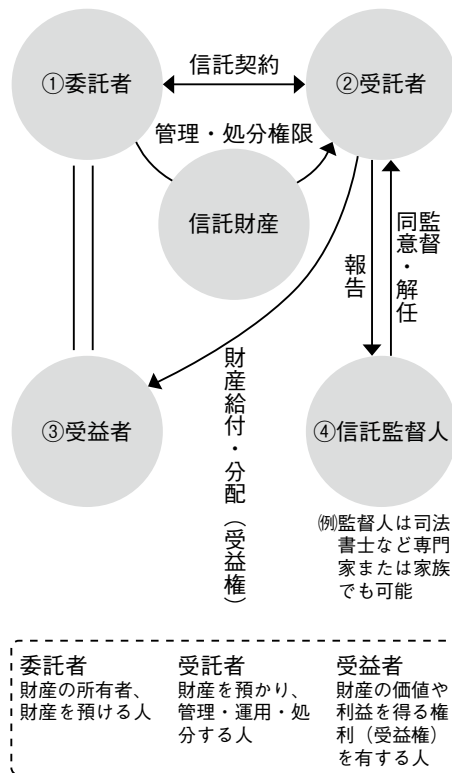 ①委託者
信託契約
②受託者
管理・処分権限
信託財産
報告
監督
同意・解任
③受益者
財産給付・分配（受益権）
④信託監督人
㈾監督人は司法
書士など専門
家または家族
でも可能
委託者
財産の所有者、
財産を預ける人
受託者
財産を預かり、
管理・運用・処
分する人
受益者
財産の価値や
利益を得る権
利（受益権）
を有する人